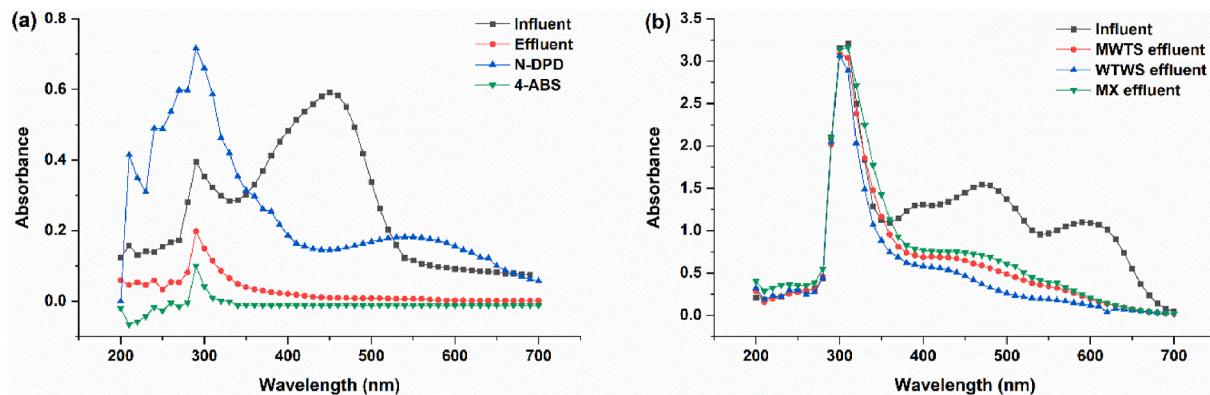 (a)
Influent
Effluent
N-DPD
4-ABS
Absorbance
0.8
0.6
0.4
0.2
0.0
200 300 400 500 600 700
Wavelength (nm)
(b)
Influent
MWTS effluent
WTWS effluent
MX effluent
Absorbance
3.5
3.0
2.5
2.0
1.5
1.0
0.5
0.0
200 300 400 500 600 700
Wavelength (nm)